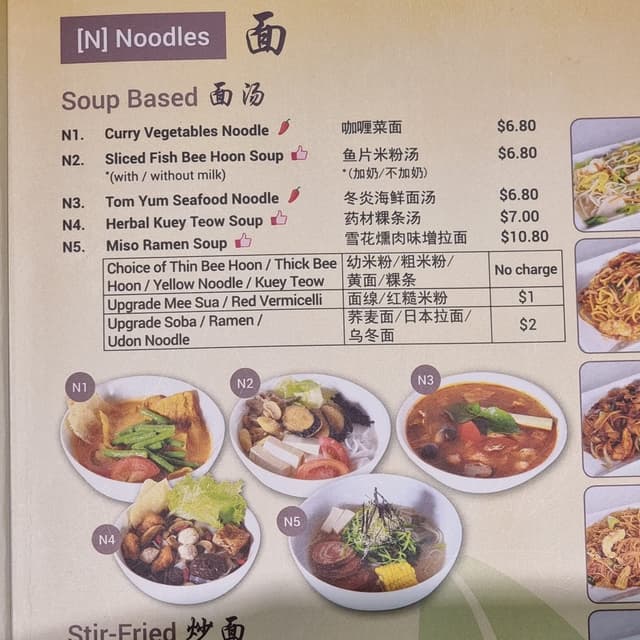 [N] Noodles 面
Soup Based 面汤
N1. Curry Vegetables Noodle 咖喱菜面 $6.80
N2. Sliced Fish Bee Hoon Soup 鱼片米粉汤 $6.80
*(with / without milk) *(加奶/不加奶)
N3. Tom Yum Seafood Noodle 冬炎海鲜面汤 $6.80
N4. Herbal Kuey Teow Soup 药材粿条汤 $7.00
N5. Miso Ramen Soup 雪花燻肉味增拉面 $10.80
Choice of Thin Bee Hoon / Thick Bee 幼米粉/粗米粉/ No charge
Hoon / Yellow Noodle / Kuey Teow 黄面/粿条
Upgrade Mee Sua / Red Vermicelli 面线/红糙米粉 $1
Upgrade Soba / Ramen / 荞麦面/日本拉面/ $2
Udon Noodle 乌冬面
N1 N2 N3
N4 N5
Stir-Fried 炒面